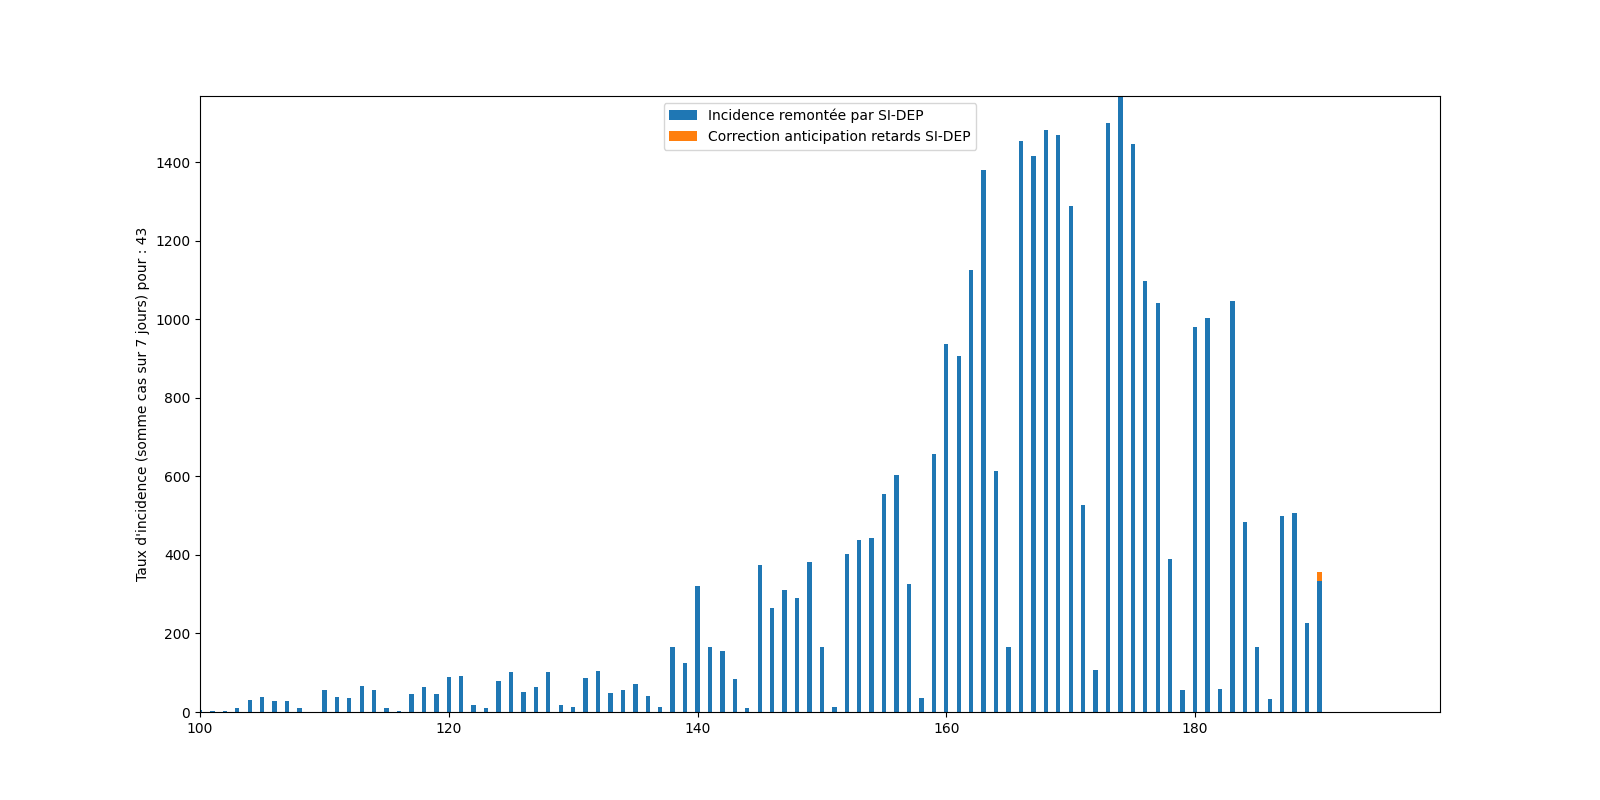 Incidence remontée par SI-DEP
Correction anticipation retards SI-DEP
Taux d'incidence (somme cas sur 7 jours) pour : 43
1400
1200
1000
800
600
400
200
0
100 120 140 160 180